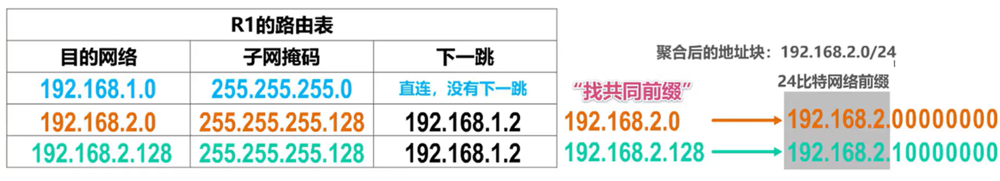 R1的路由表
目的网络 子网掩码 下一跳
192.168.1.0 255.255.255.0 直连，没有下一跳
192.168.2.0 255.255.255.128 192.168.1.2
192.168.2.128 255.255.255.128 192.168.1.2
聚合后的地址块：192.168.2.0/24
24比特网络前缀
“找共同前缀”
192.168.2.0 192.168.2.00000000
192.168.2.128 192.168.2.10000000